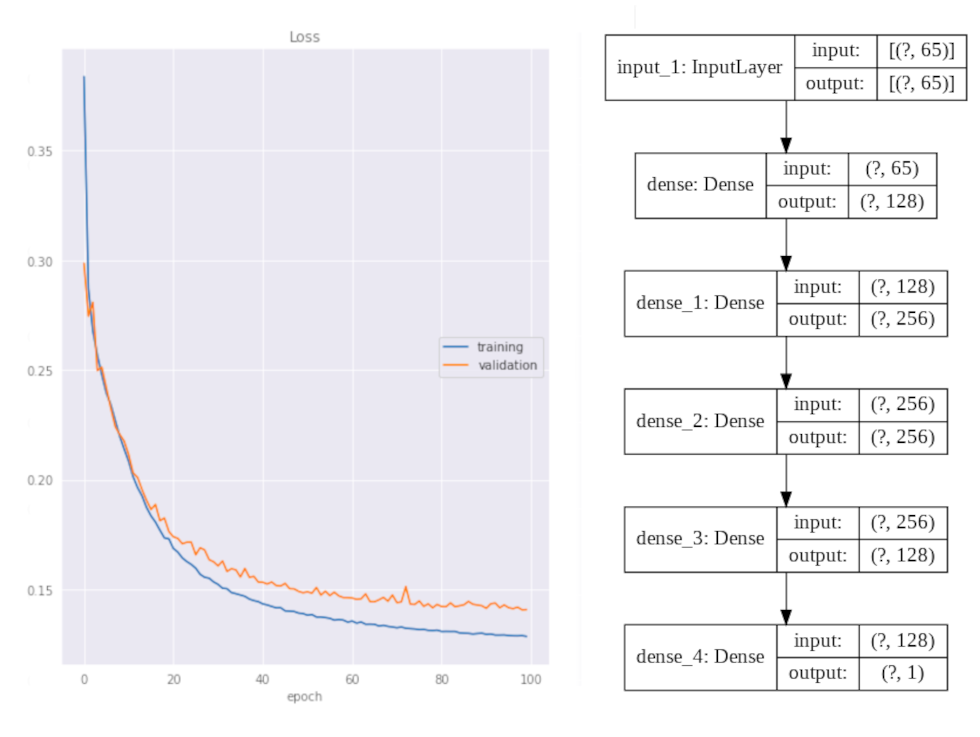 Loss
0.35
0.30
0.25
0.20
0.15
0
20
40
60
80
100
epoch
training
validation
input_1: InputLayer
input:
[(?, 65)]
output:
[(?, 65)]
dense: Dense
input:
(?, 65)
output:
(?, 128)
dense_1: Dense
input:
(?, 128)
output:
(?, 256)
dense_2: Dense
input:
(?, 256)
output:
(?, 256)
dense_3: Dense
input:
(?, 256)
output:
(?, 128)
dense_4: Dense
input:
(?, 128)
output:
(?, 1)